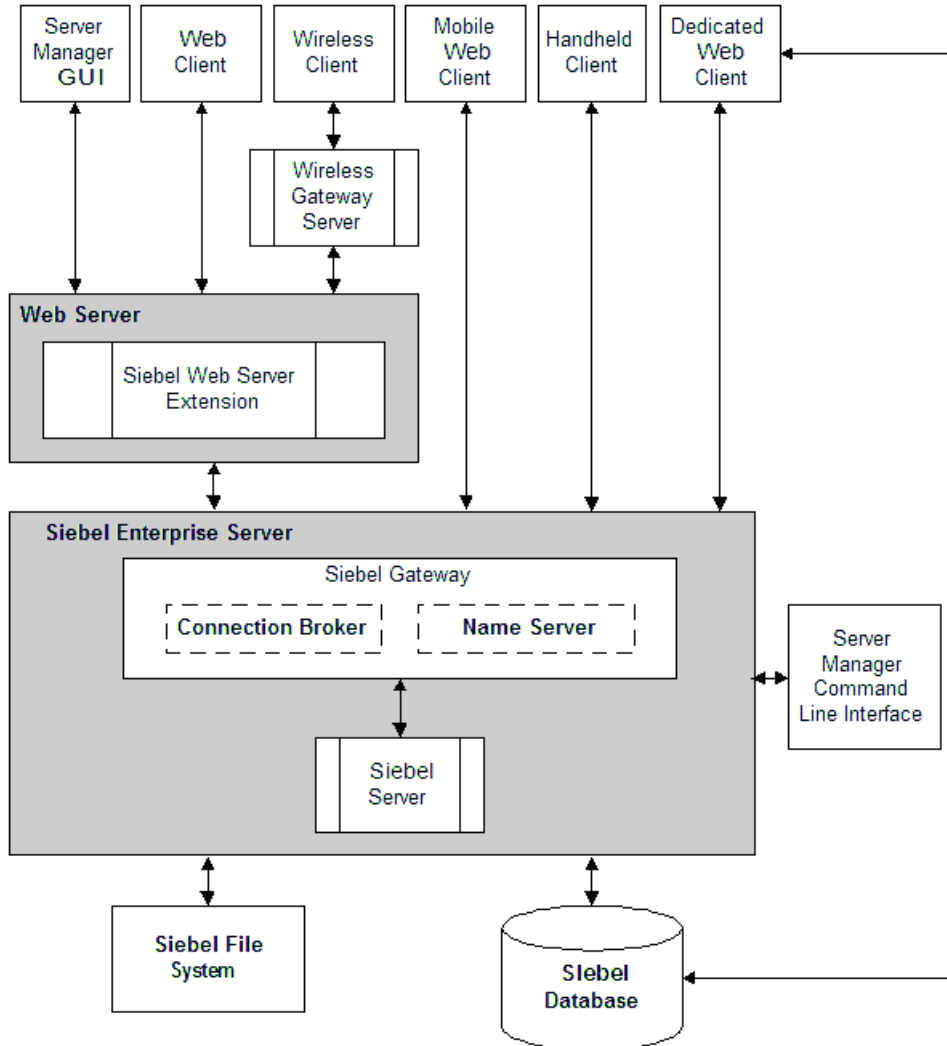 Server
Manager
GUI
Web
Client
Wireless
Client
Mobile
Web
Client
Handheld
Client
Dedicated
Web
Client
Wireless
Gateway
Server
Web Server
Siebel Web Server
Extension
Siebel Enterprise Server
Siebel Gateway
Connection Broker
Name Server
Server
Manager
Command
Line Interface
Siebel
Server
Siebel File
System
SIebel
Database